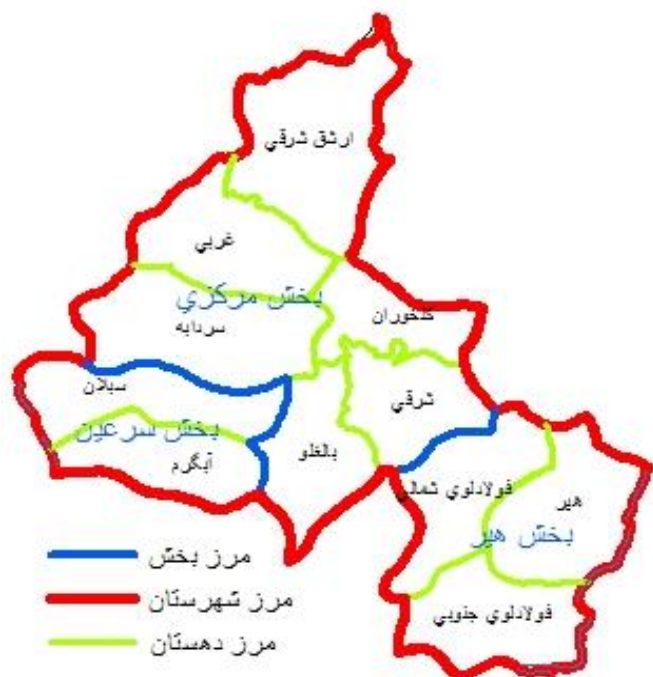 ارشق شرقي
غربي
بخش مرکزي
کلخوران
سردابه
سبلان
شرقي
بخش سرعين
بالغلو
آبگرم
فولادلوي شمالي
هير
بخش هير
فولادلوي جنوبي
مرز بخش
مرز شهرستان
مرز دهستان